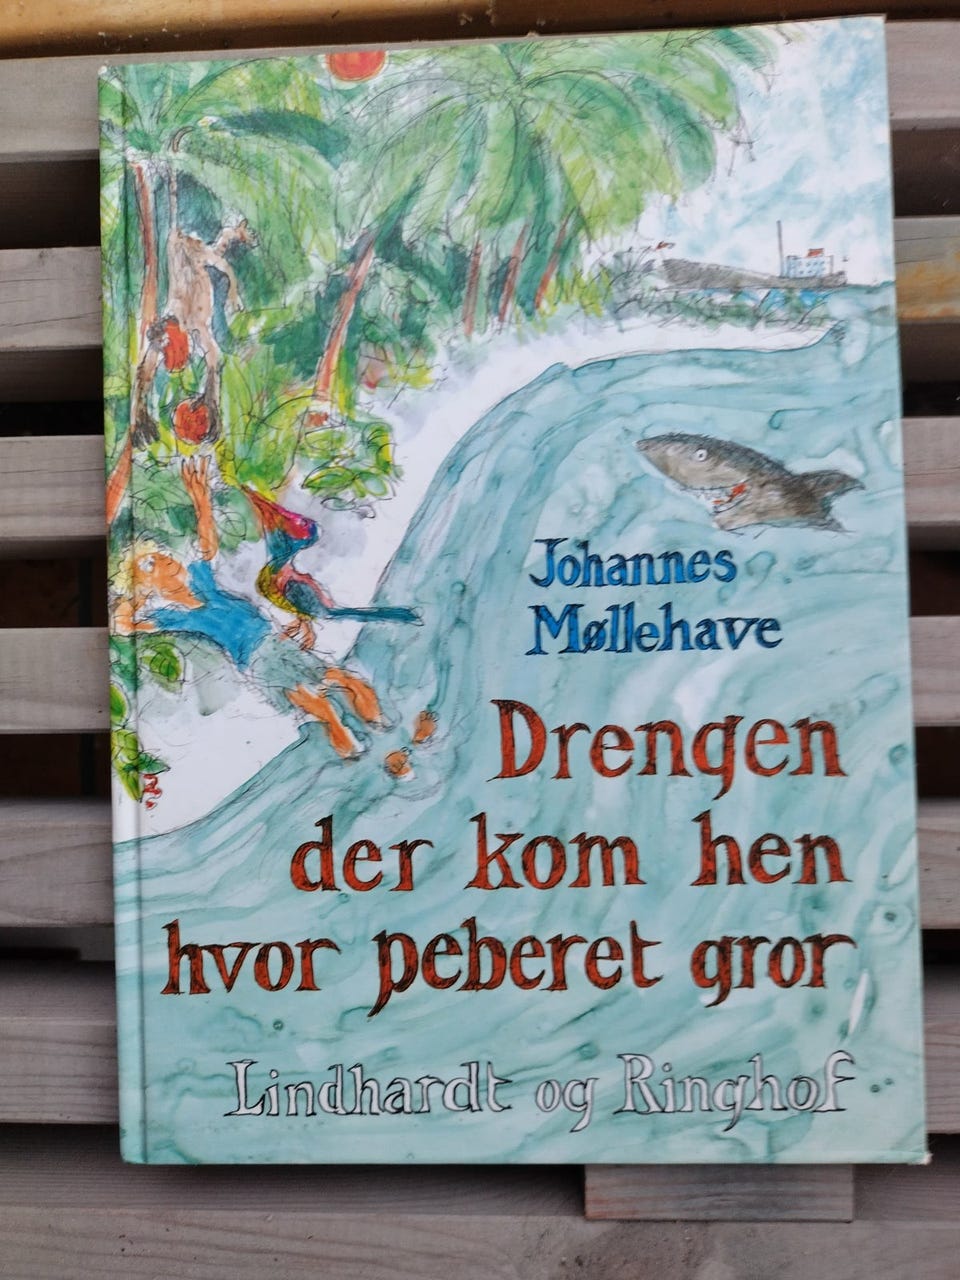 Johannes
Møllehave
Drengen
der kom hen
hvor peberet gror
Lindhardt og Ringhof